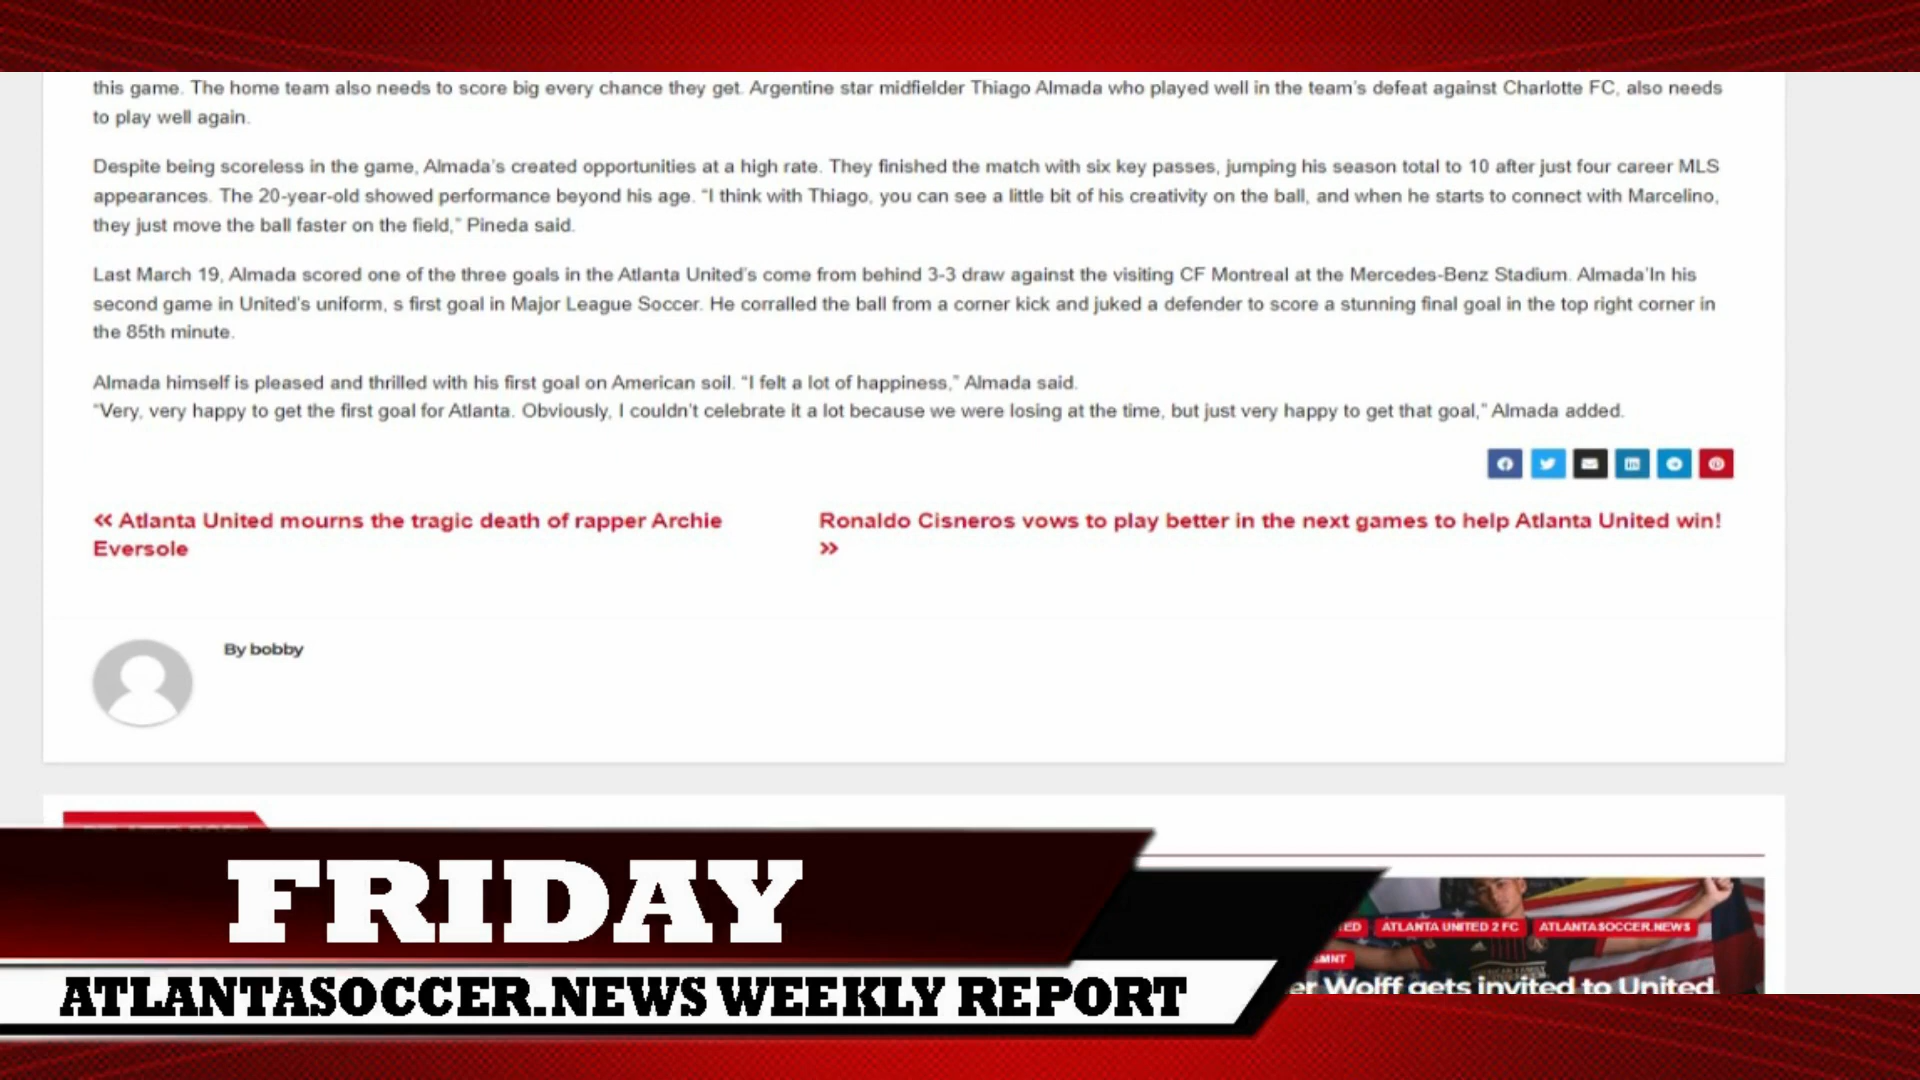 this game. The home team also needs to score big every chance they get. Argentine star midfielder Thiago Almada who played well in the team's defeat against Charlotte FC, also needs
to play well again.
Despite being scoreless in the game, Almada's created opportunities at a high rate. They finished the match with six key passes, jumping his season total to 10 after just four career MLS
appearances. The 20-year-old showed performance beyond his age. “I think with Thiago, you can see a little bit of his creativity on the ball, and when he starts to connect with Marcelino,
they just move the ball faster on the field,” Pineda said.
Last March 19, Almada scored one of the three goals in the Atlanta United's come from behind 3-3 draw against the visiting CF Montreal at the Mercedes-Benz Stadium. Almada'In his
second game in United's uniform, s first goal in Major League Soccer. He corralled the ball from a corner kick and juked a defender to score a stunning final goal in the top right corner in
the 85th minute.
Almada himself is pleased and thrilled with his first goal on American soil. “I felt a lot of happiness,” Almada said.
“Very, very happy to get the first goal for Atlanta. Obviously, I couldn't celebrate it a lot because we were losing at the time, but just very happy to get that goal,” Almada added.
« Atlanta United mourns the tragic death of rapper Archie
Eversole
Ronaldo Cisneros vows to play better in the next games to help Atlanta United win!
»
By bobby
FRIDAY
ATLANTASOCCER.NEWS WEEKLY REPORT
ED ATLANTA UNITED 2 FC ATLANTASOCCER.NEWS
SMNT
er Wolff gets invited to United